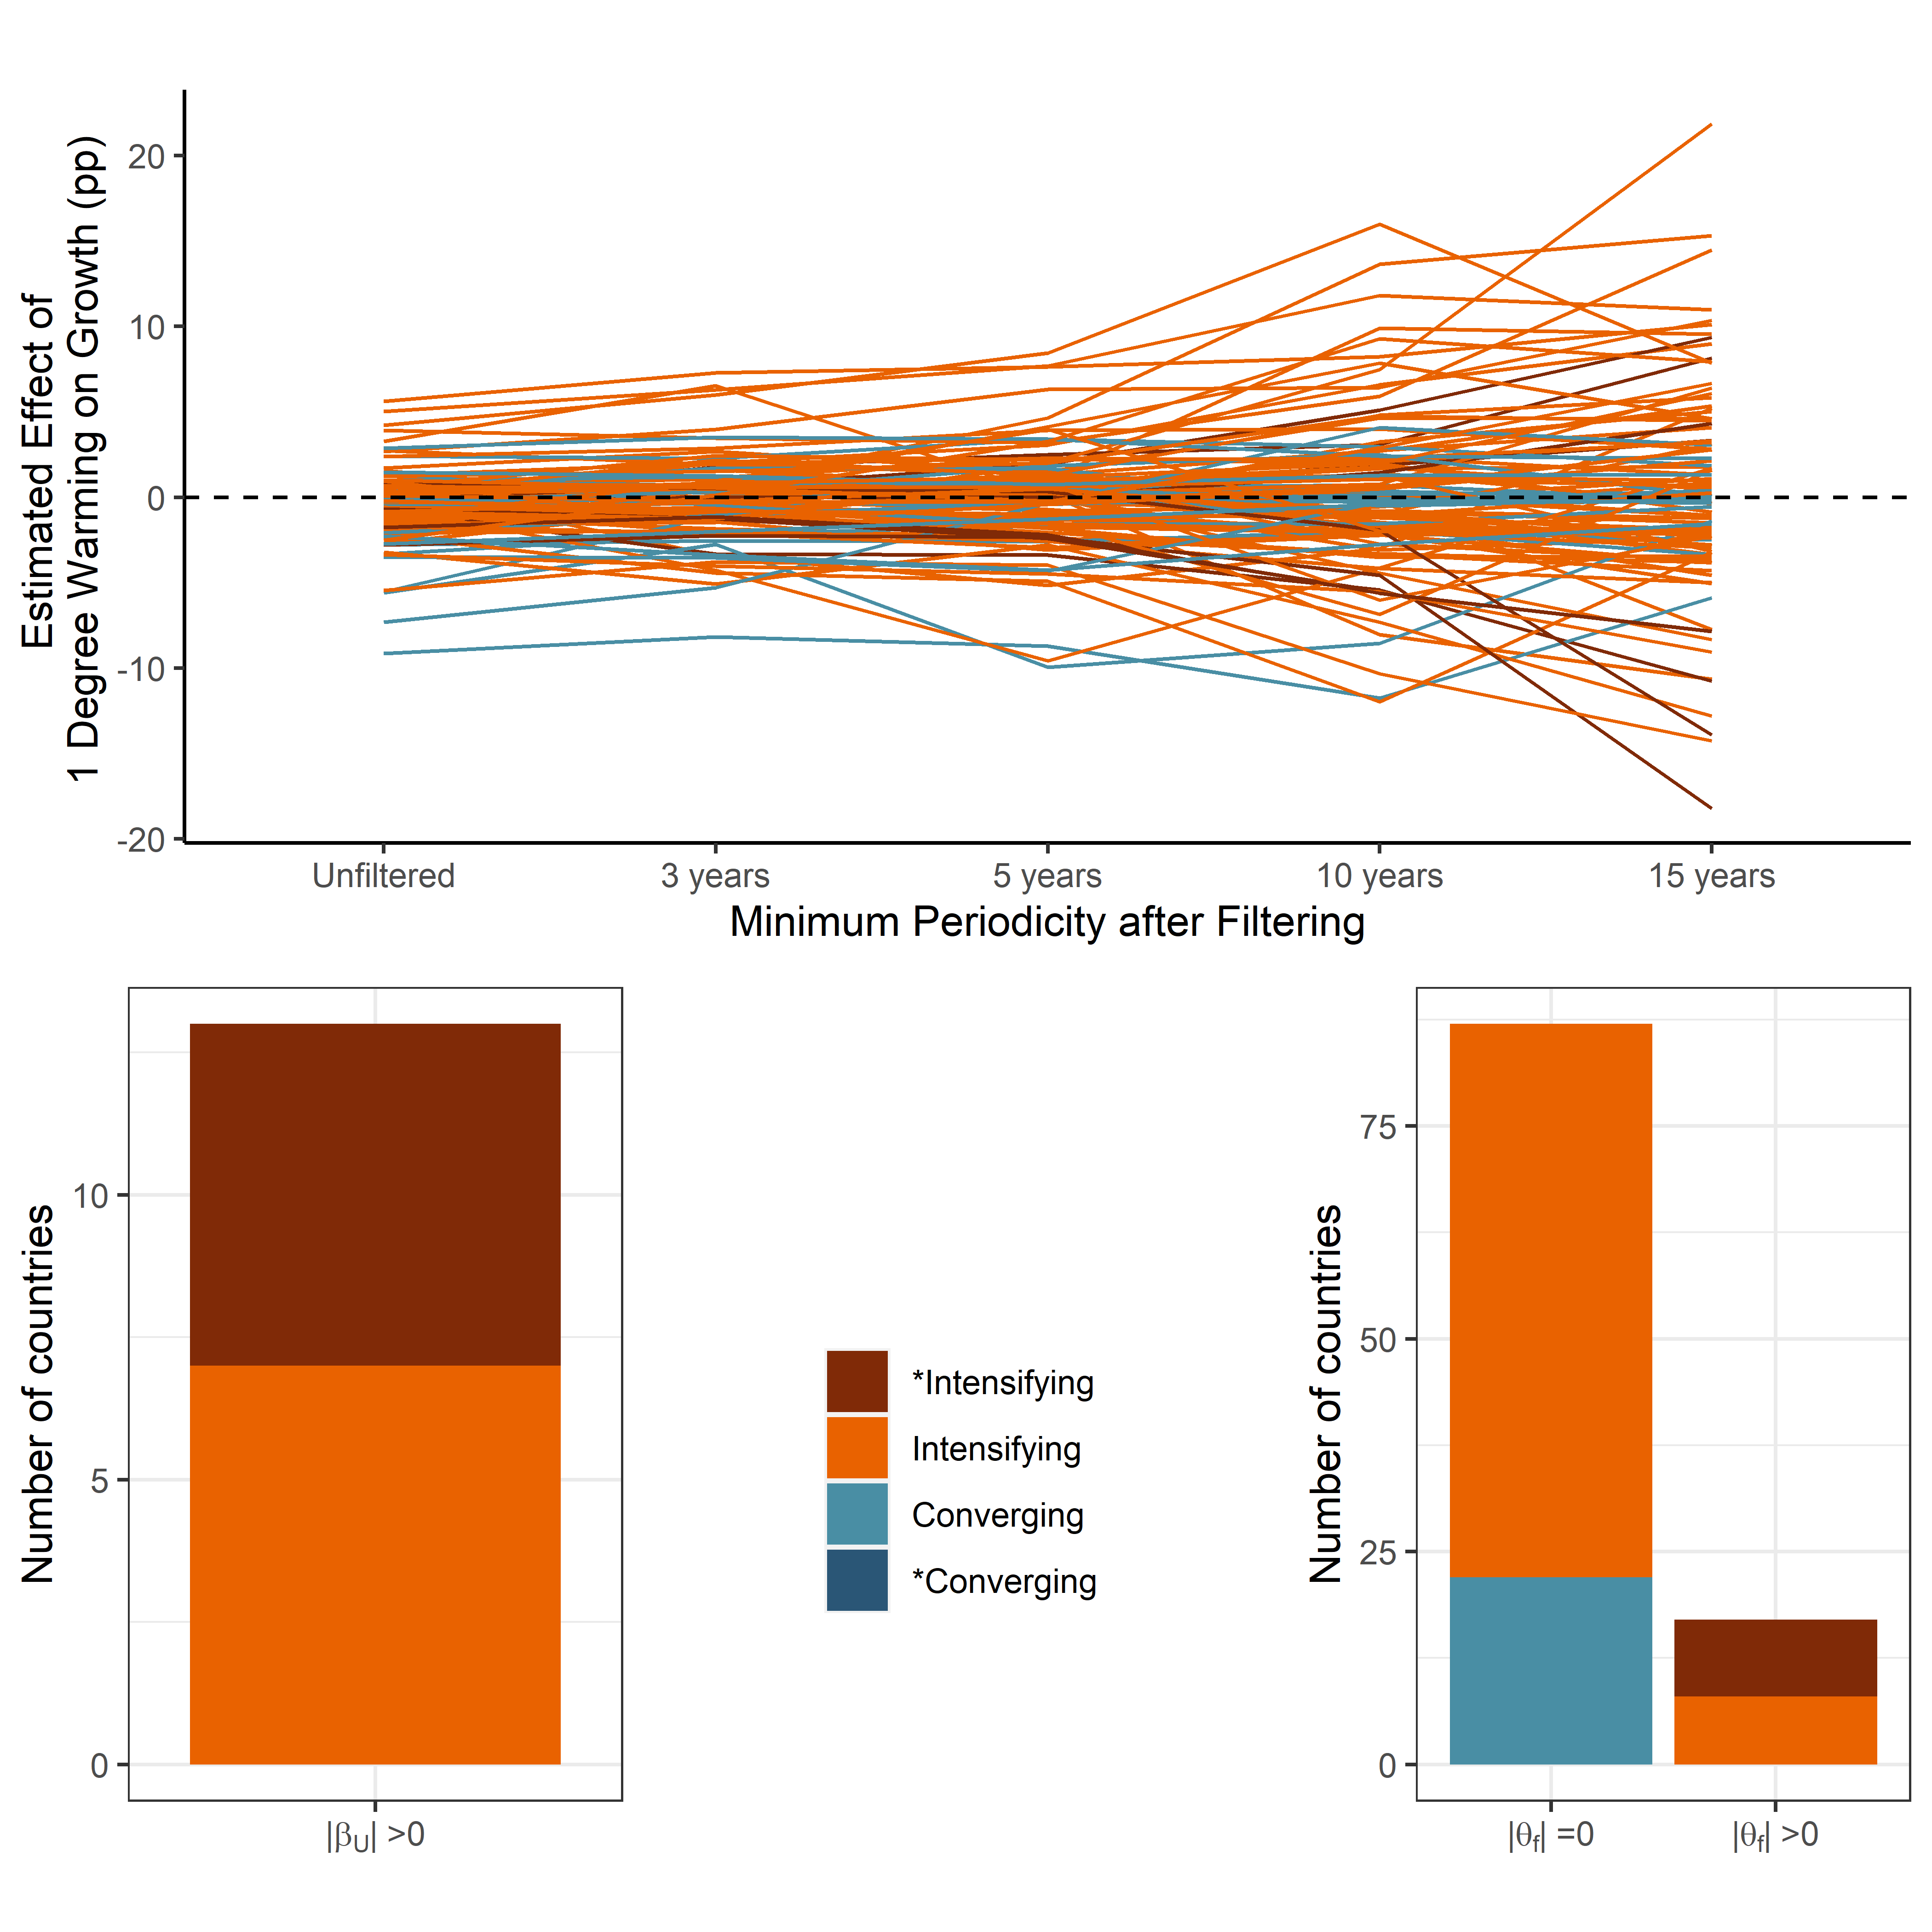 Estimated Effect of
1 Degree Warming on Growth (pp)
20
10
0
-10
-20
Unfiltered 3 years 5 years 10 years 15 years
Minimum Periodicity after Filtering
Number of countries
10
5
0
|βU| >0
*Intensifying
Intensifying
Converging
*Converging
Number of countries
75
50
25
0
|θf| =0 |θf| >0